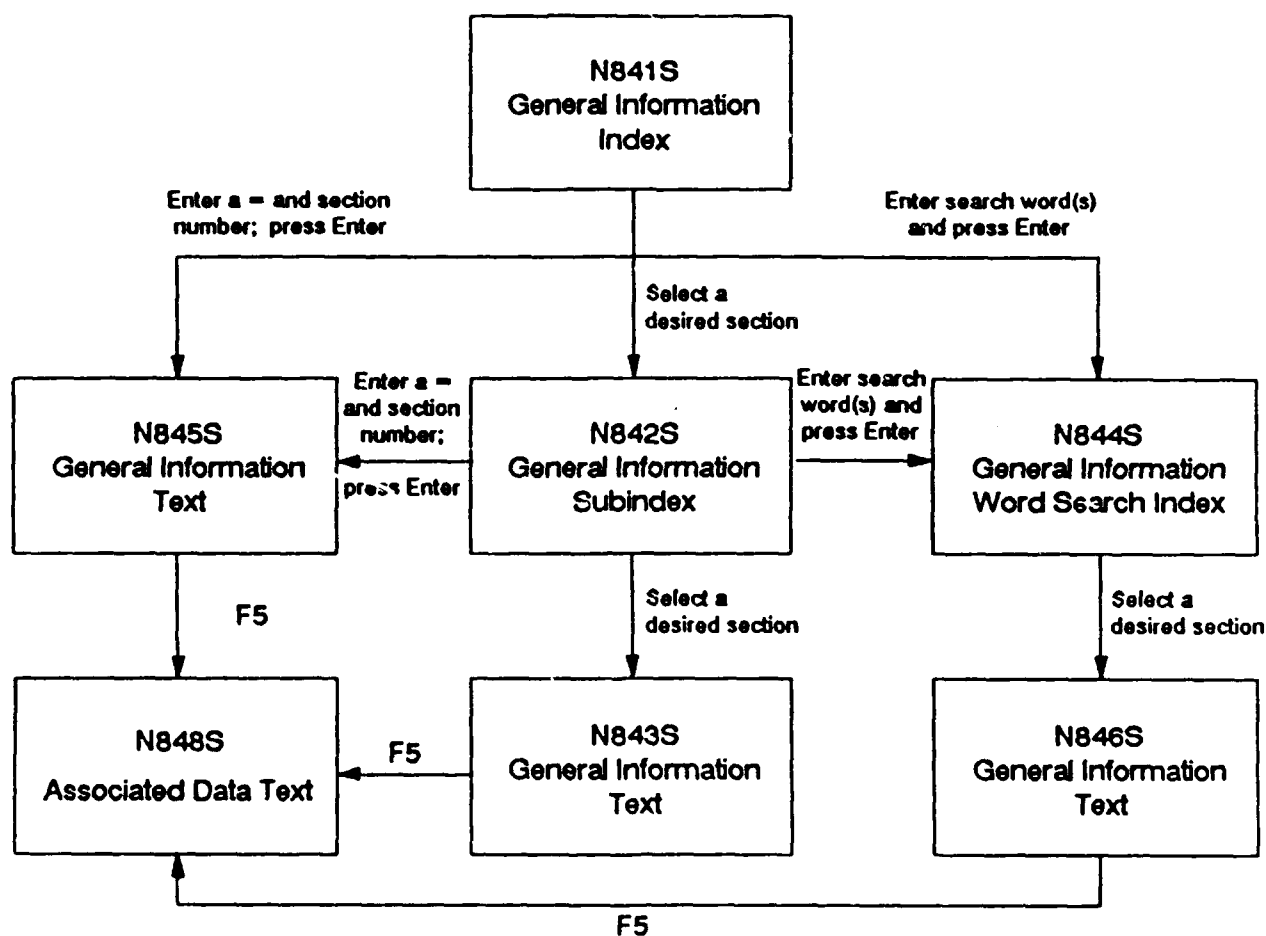 N841S
General Information
Index
Enter a = and section
number; press Enter
Enter search word(s)
and press Enter
Select a
desired section
N845S
General Information
Text
Enter a =
and section
number;
press Enter
N842S
General Information
Subindex
Enter search
word(s) and
press Enter
N844S
General Information
Word Search Index
F5
Select a
desired section
Select a
desired section
N848S
Associated Data Text
F5
N843S
General Information
Text
N846S
General Information
Text
F5